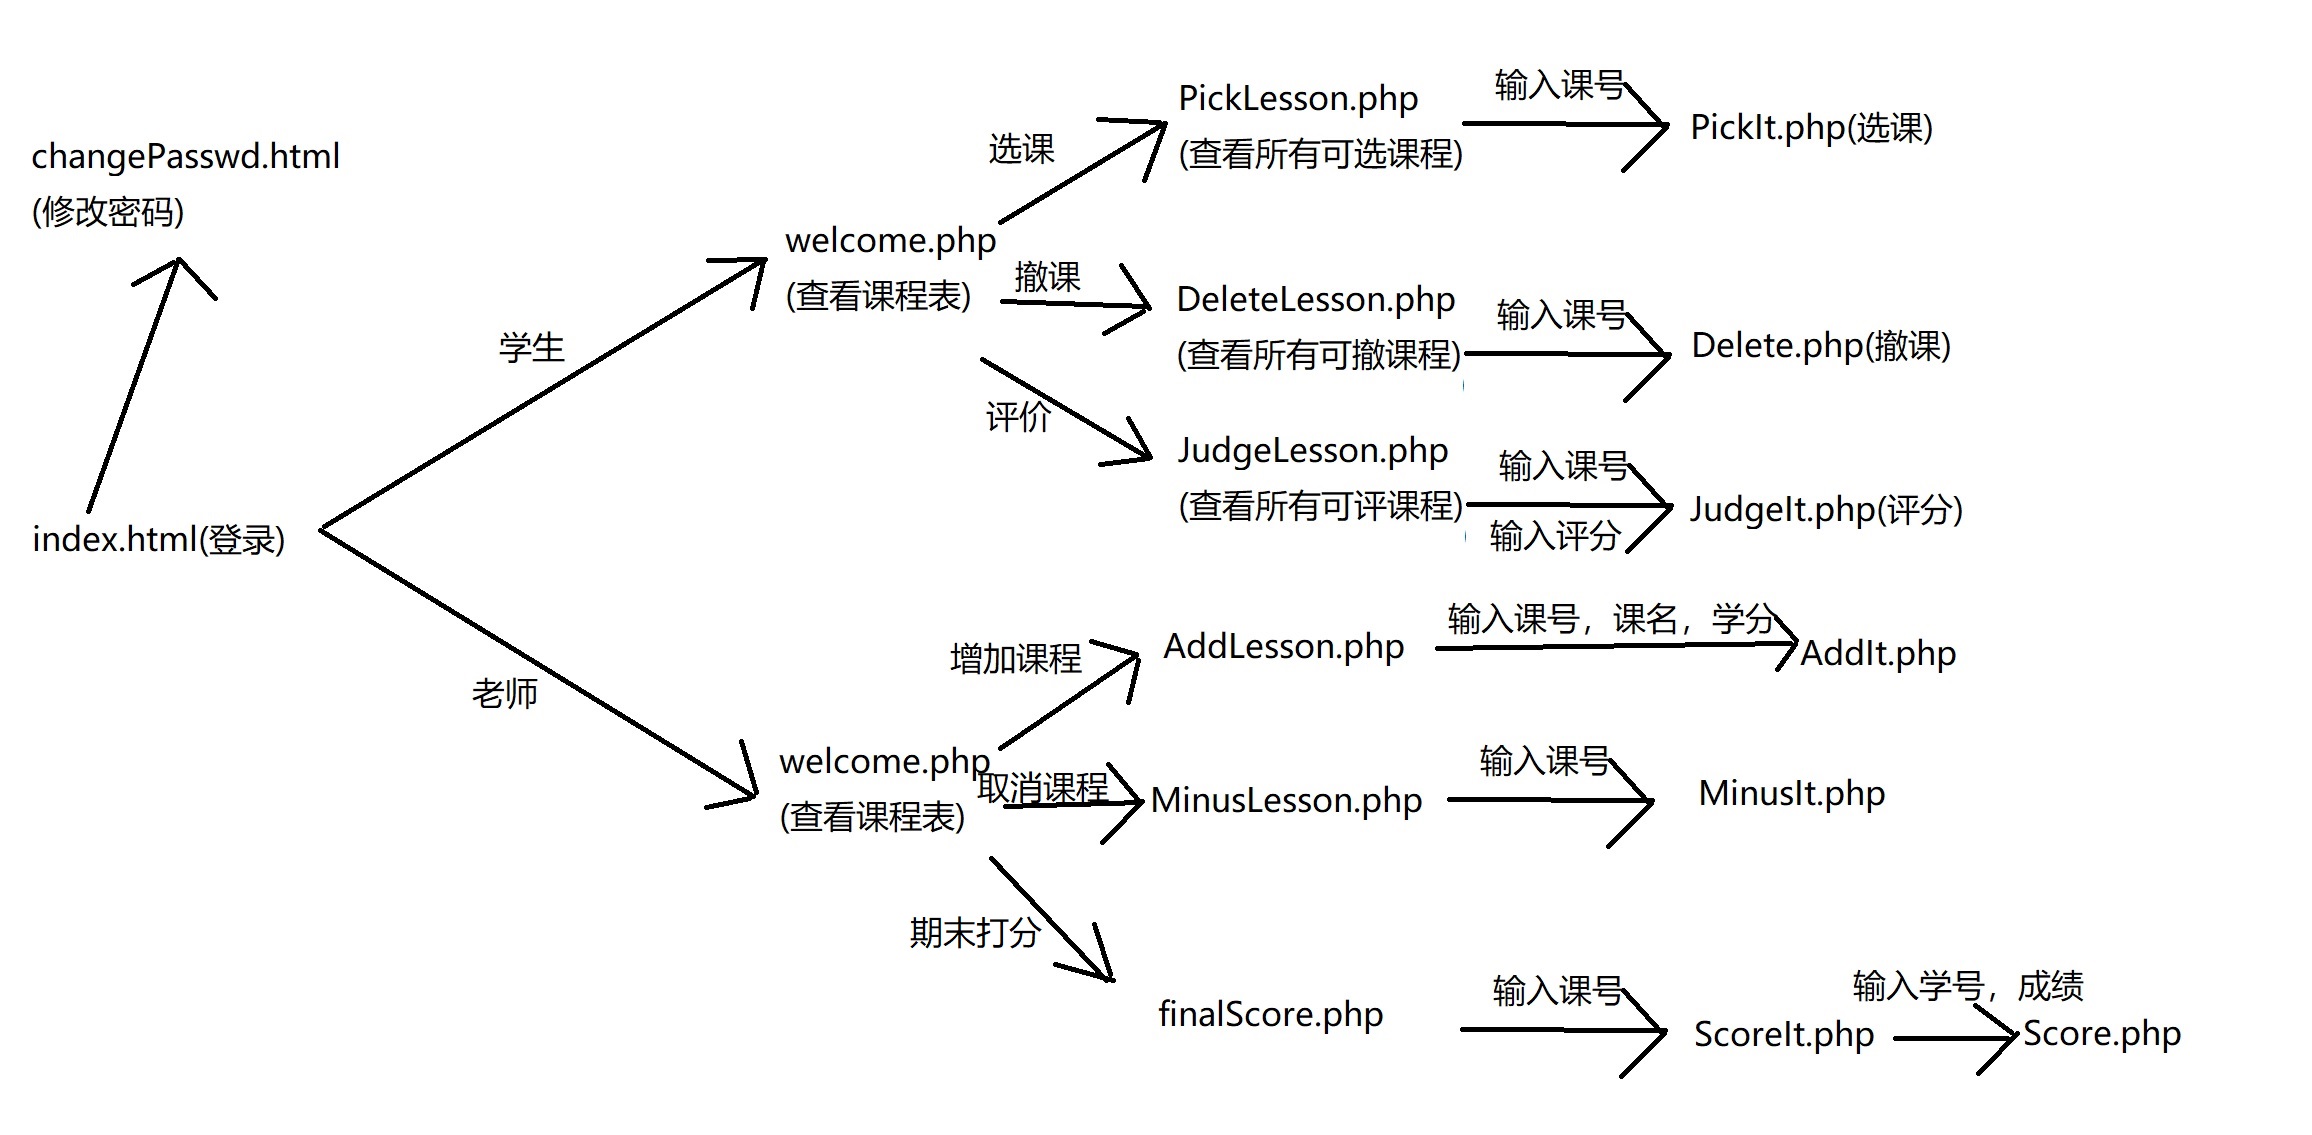 changePasswd.html
(修改密码)
index.html(登录)
学生
老师
welcome.php
(查看课程表)
选课
撤课
评价
PickLesson.php
(查看所有可选课程)
输入课号
PickIt.php(选课)
DeleteLesson.php
(查看所有可撤课程)
输入课号
Delete.php(撤课)
JudgeLesson.php
(查看所有可评课程)
输入课号
输入评分
JudgeIt.php(评分)
welcome.php
(查看课程表)
增加课程
取消课程
期末打分
AddLesson.php
输入课号，课名，学分
AddIt.php
MinusLesson.php
输入课号
MinusIt.php
finalScore.php
输入课号
ScoreIt.php
输入学号，成绩
Score.php